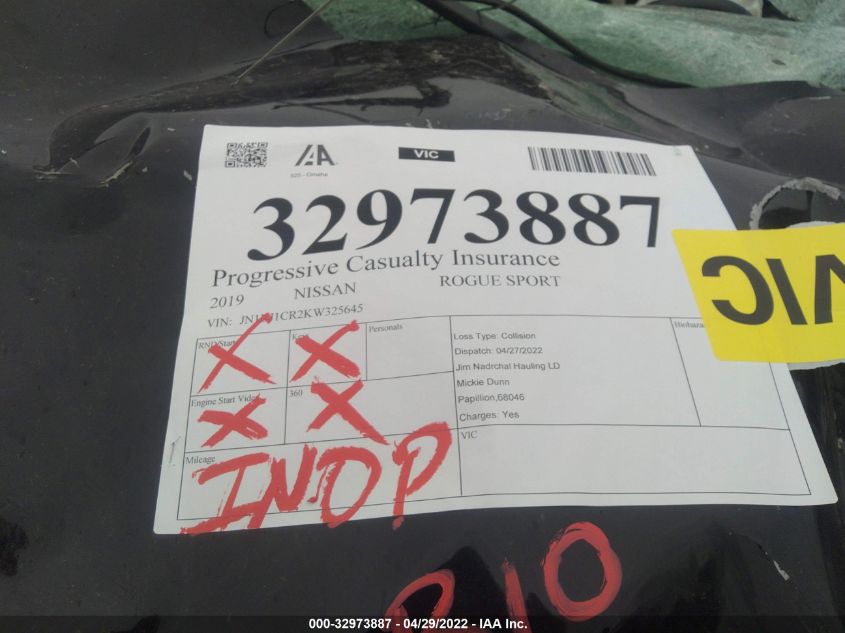 IAA
VIC
525 - Omaha
32973887
Progressive Casualty Insurance
2019 NISSAN ROGUE SPORT
VIN:
RND/Start Personals
X X
Engine Start Video 360
X X
Mileage
INOP
Loss Type: Collision
Dispatch: 04/27/2022
Jim Nadrchal Hauling LD
Mickie Dunn
Papillion,68046
Charges: Yes
VIC
VIC
000-32973887 - 04/29/2022 - IAA Inc.